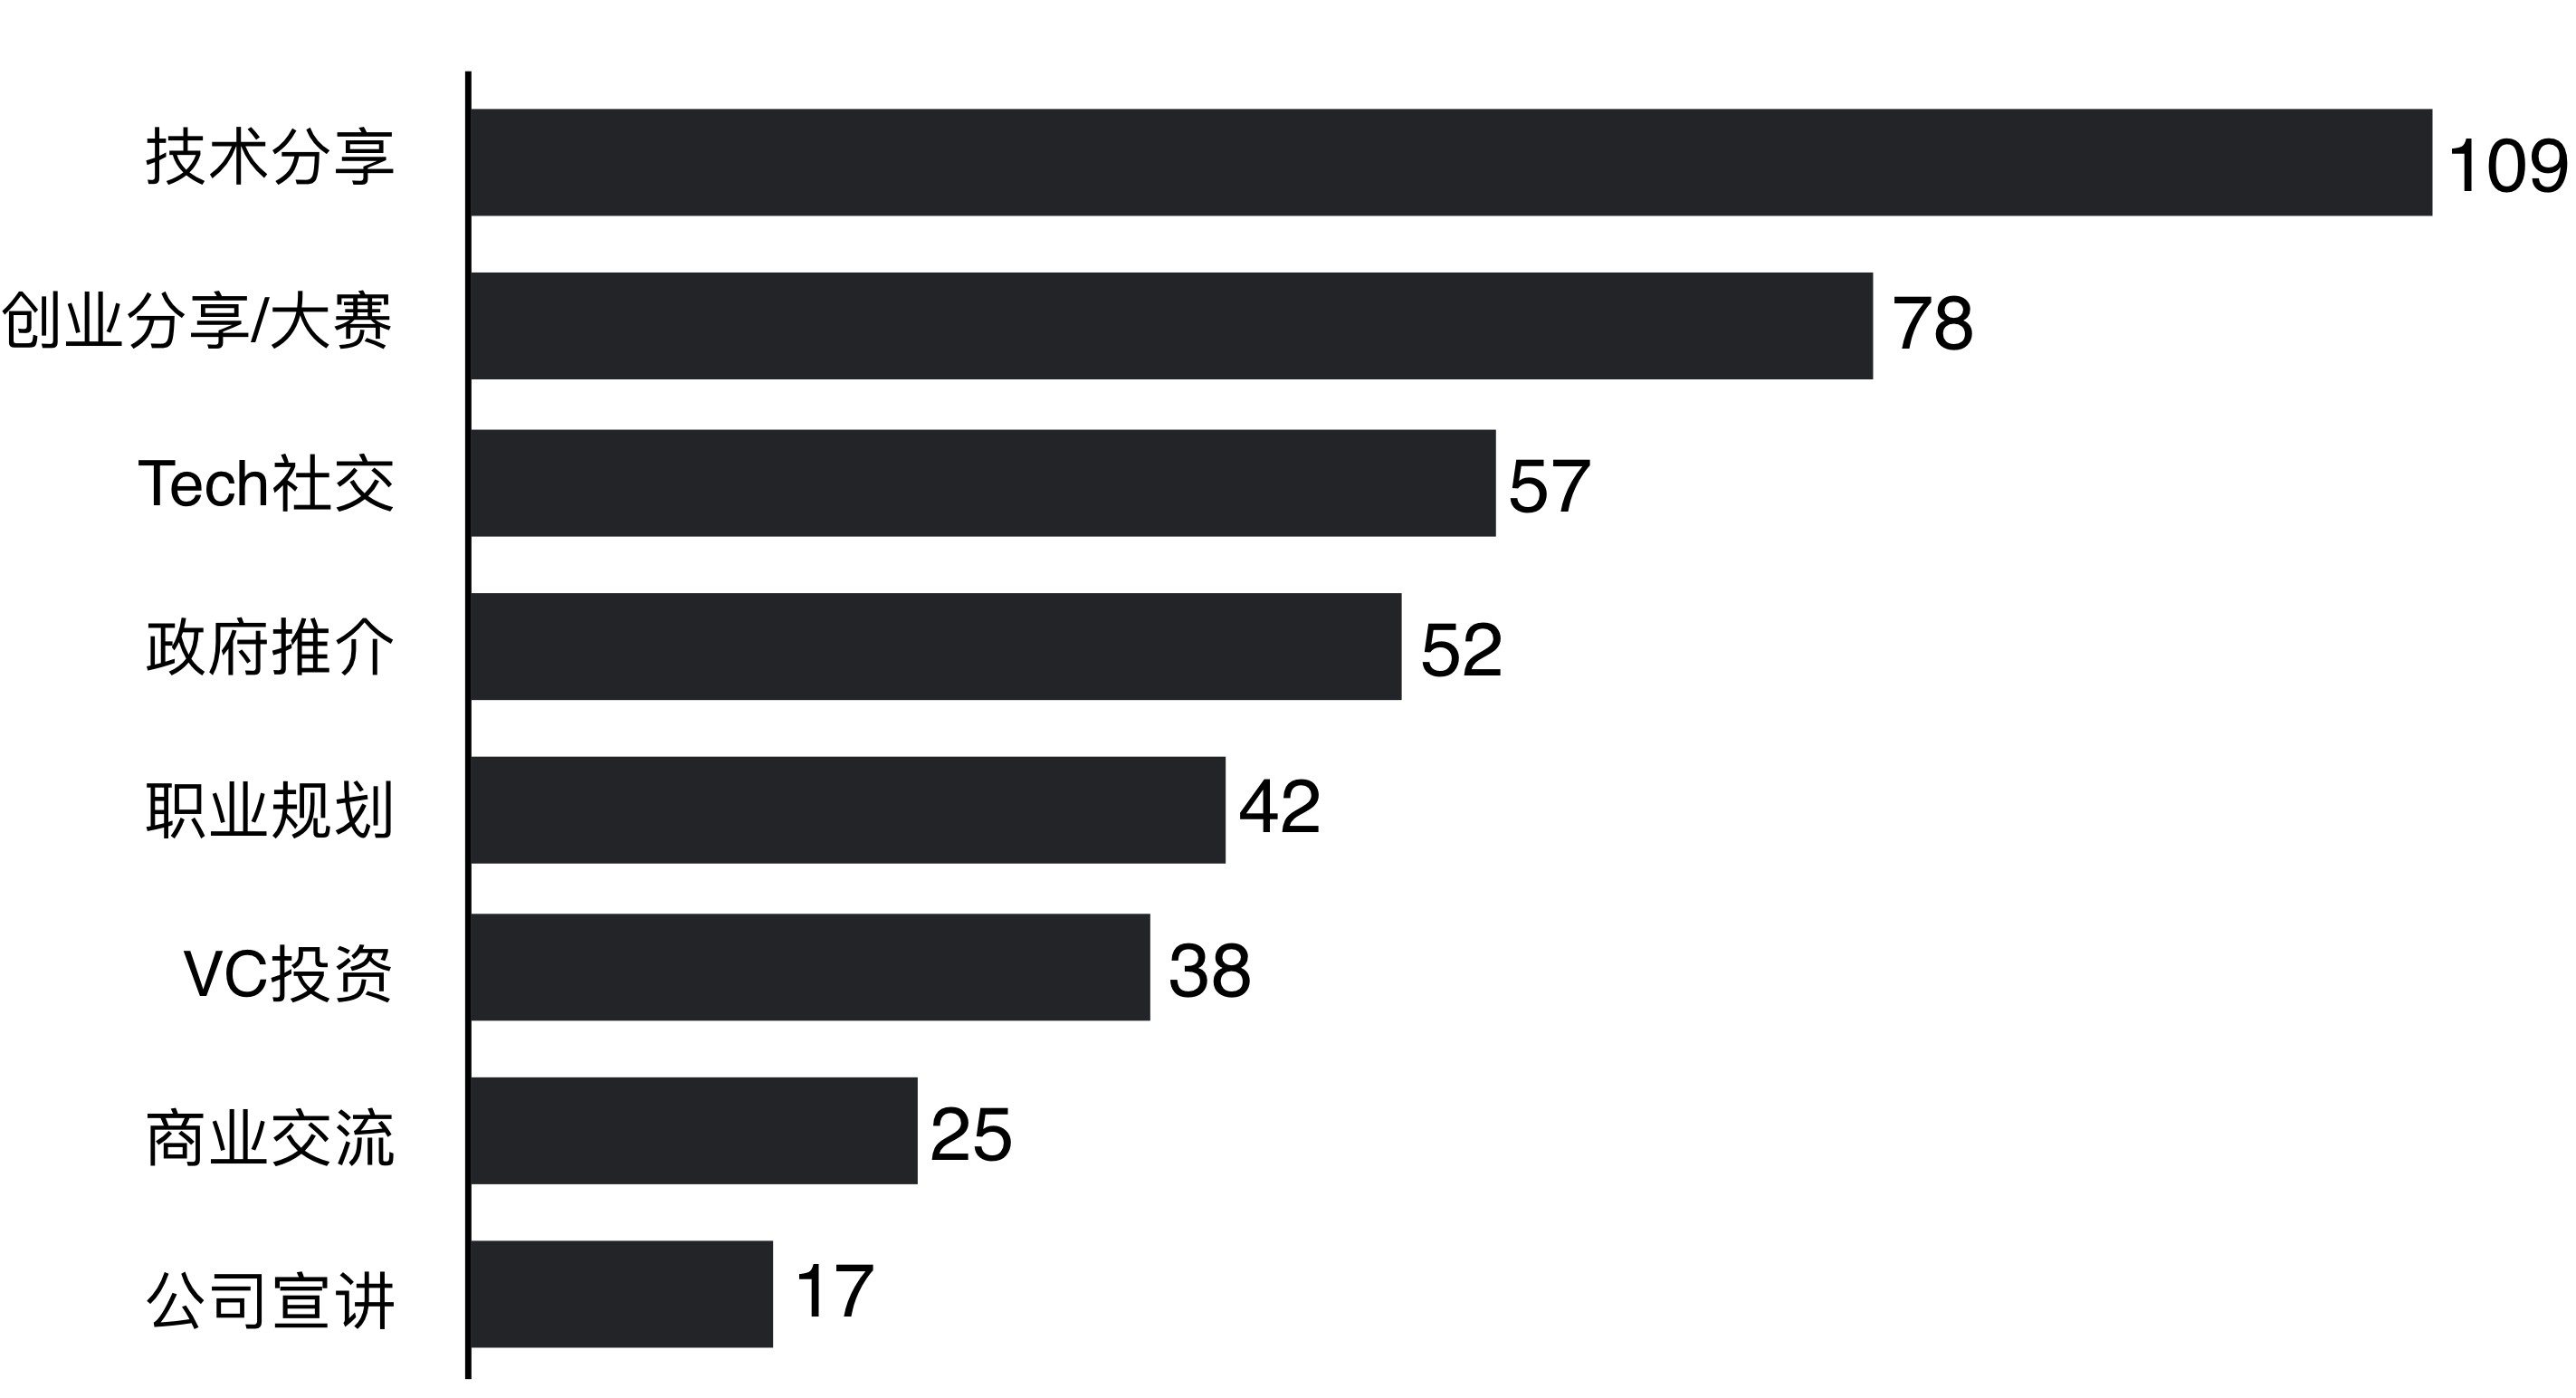 技术分享 109
创业分享/大赛 78
Tech社交 57
政府推介 52
职业规划 42
VC投资 38
商业交流 25
公司宣讲 17